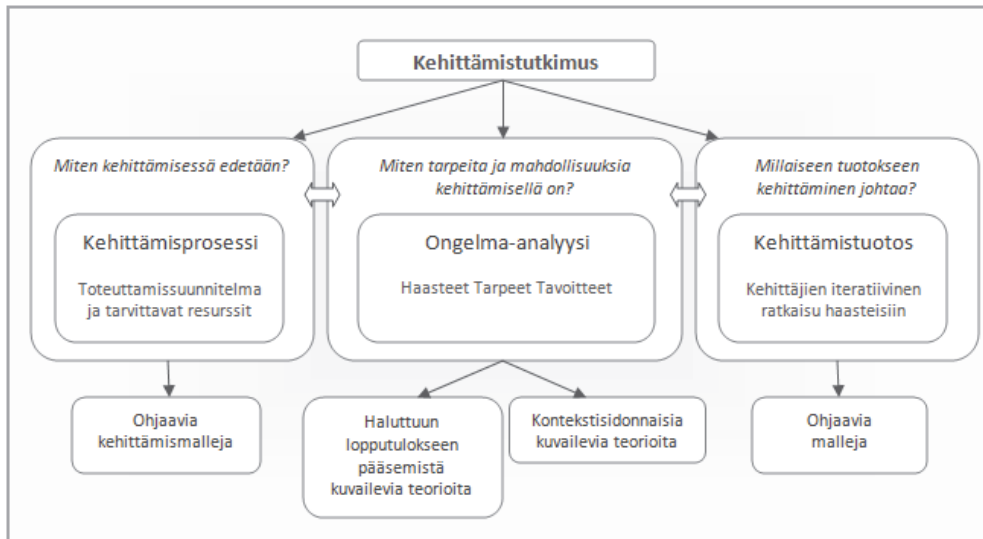 Kehittämistutkimus
Miten kehittämisessä edetään?
Kehittämisprosessi
Toteuttamissuunnitelma
ja tarvittavat resurssit
Miten tarpeita ja mahdollisuuksia
kehittämisellä on?
Ongelma-analyysi
Haasteet Tarpeet Tavoitteet
Millaiseen tuotokseen
kehittäminen johtaa?
Kehittämistuotos
Kehittäjien iteratiivinen
ratkaisu haasteisiin
Ohjaavia
kehittämismalleja
Haluttuun
lopputulokseen
pääsemistä
kuvailevia teorioita
Kontekstisidonnaisia
kuvailevia teorioita
Ohjaavia
malleja